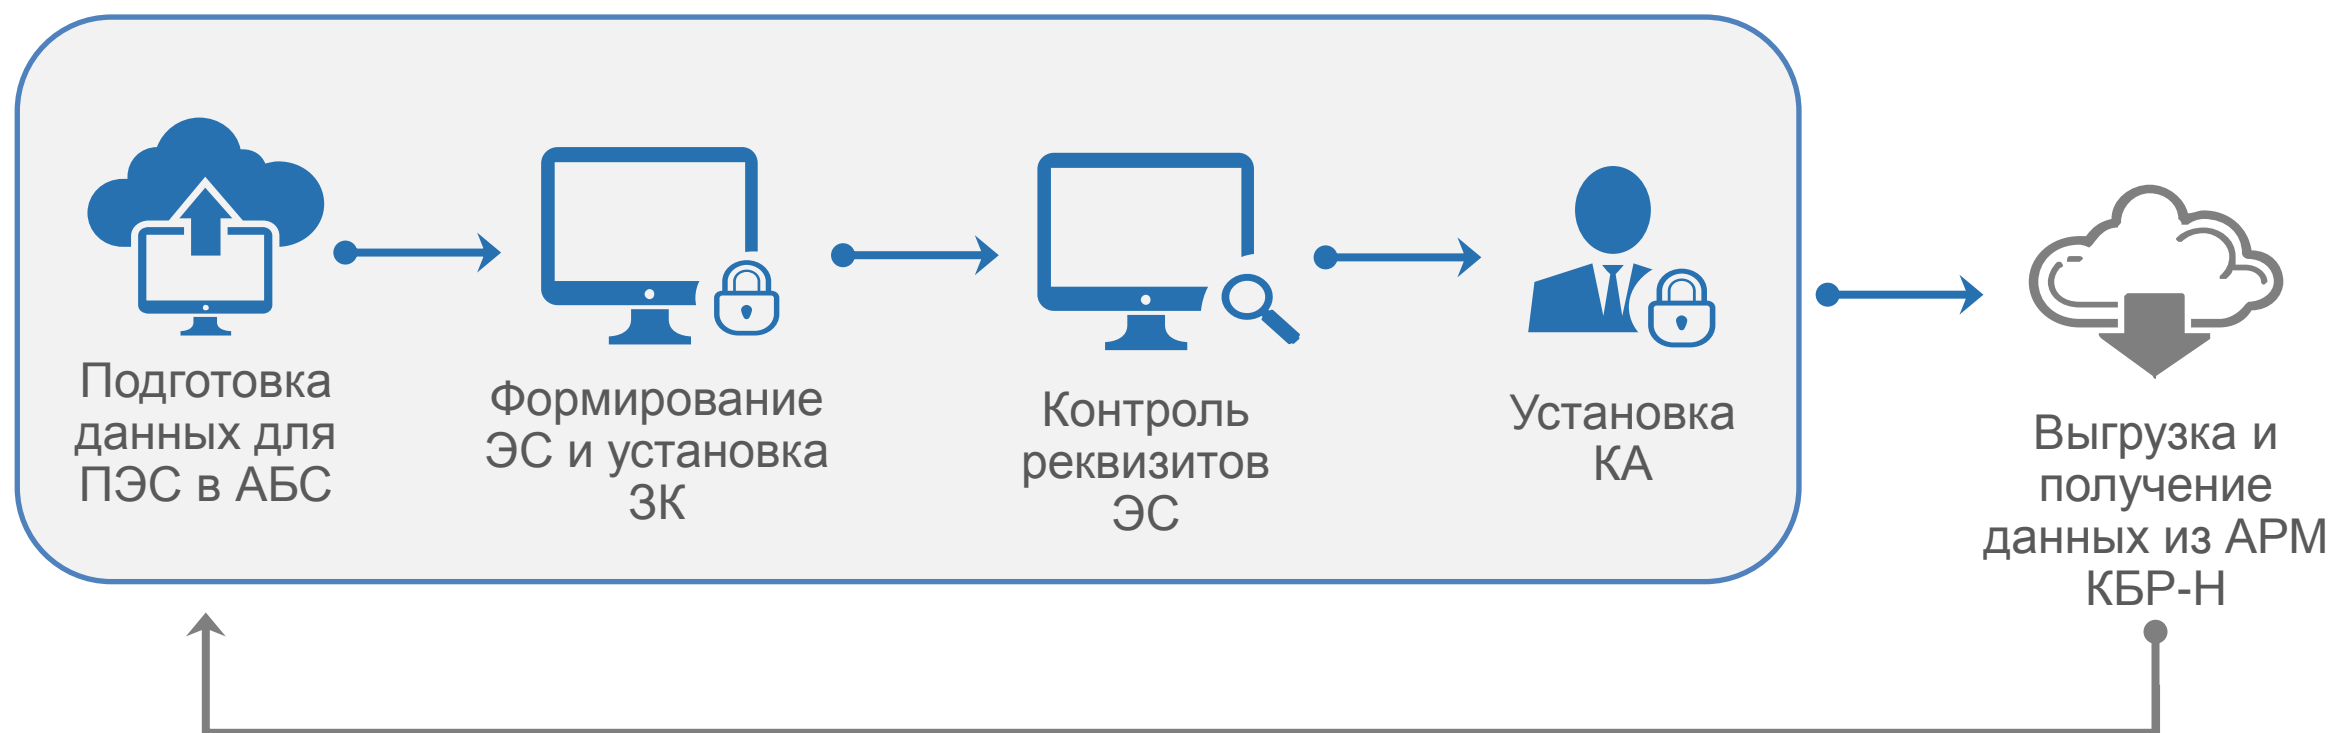 Подготовка
данных для
ПЭС в АБС
Формирование
ЭС и установка
ЗК
Контроль
реквизитов
ЭС
Установка
КА
Выгрузка и
получение
данных из АРМ
КБР-Н